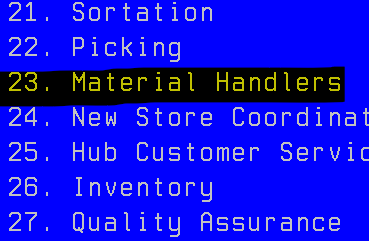 21. Sortation
22. Picking
23. Material Handlers
24. New Store Coordinat
25. Hub Customer Servic
26. Inventory
27. Quality Assurance